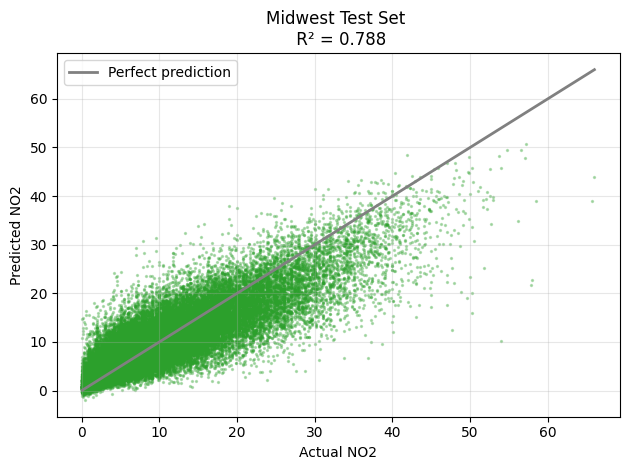 Midwest Test Set
R² = 0.788
Perfect prediction
Predicted NO2
60
50
40
30
20
10
0
0 10 20 30 40 50 60
Actual NO2